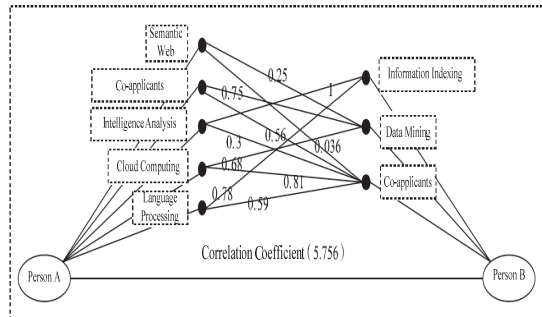 Semantic
Web
Co-applicants
Intelligence Analysis
Cloud Computing
Language
Processing
0.25
0.75
1
0.56
0.3
0.036
0.68
0.81
0.78
0.59
Information Indexing
Data Mining
Co-applicants
Correlation Coefficient ( 5.756 )
Person A
Person B